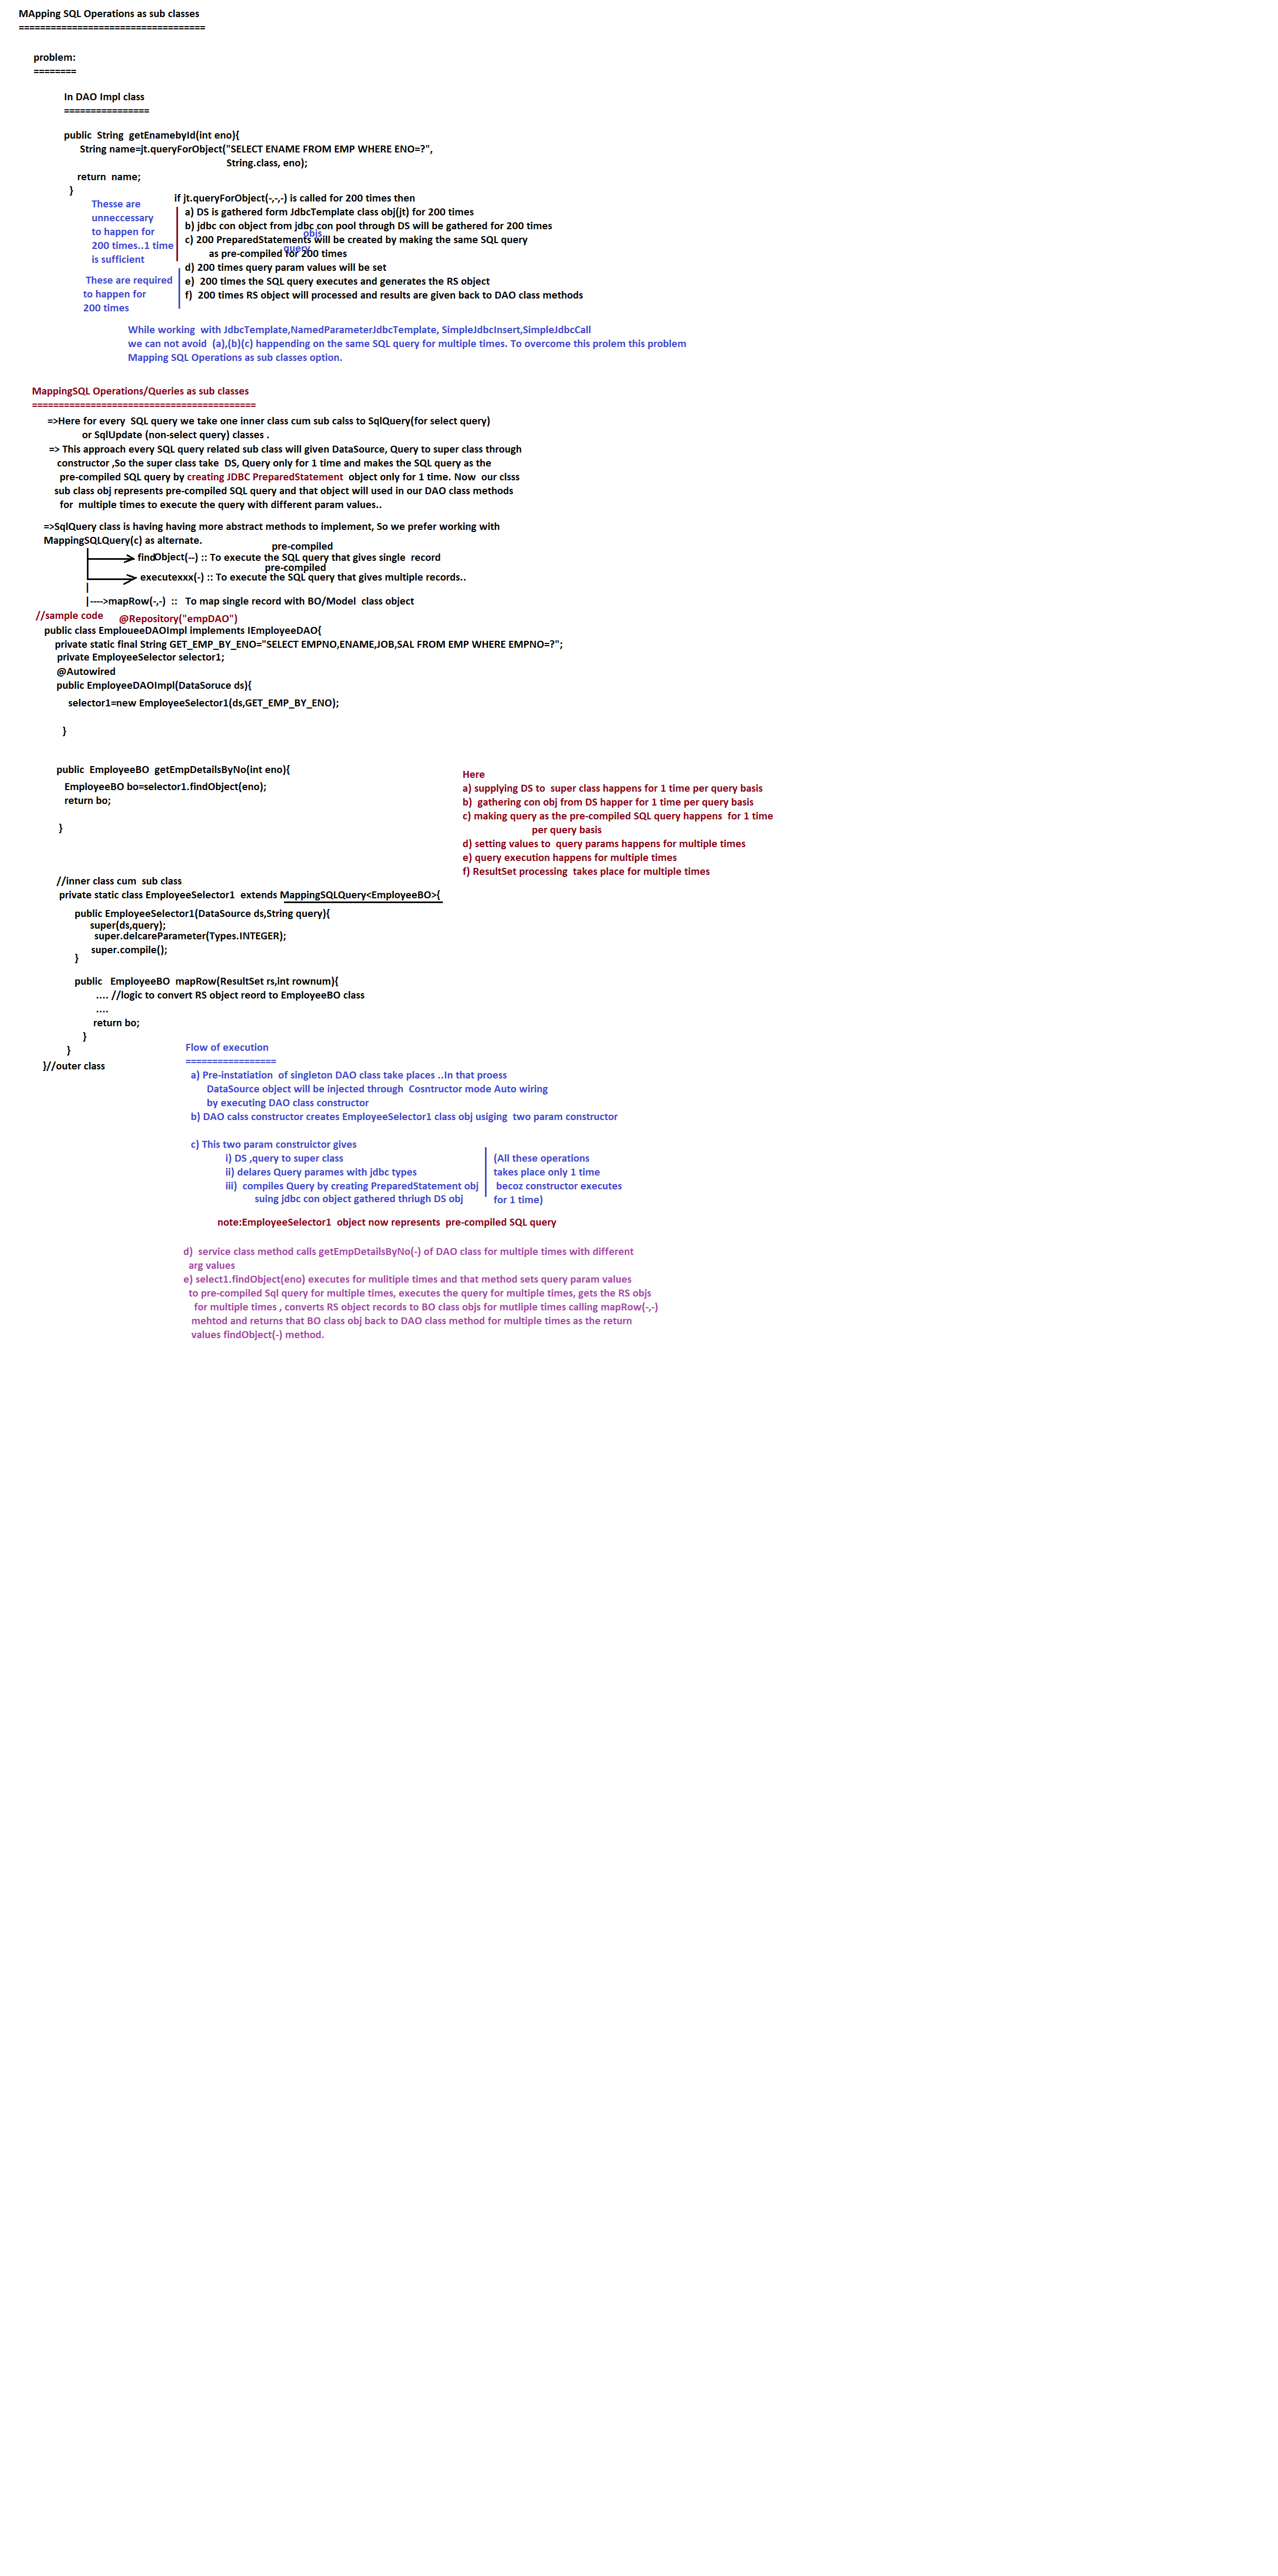 MApping SQL Operations as sub classes
===================================
problem:
========
In DAO Impl class
================
public  String  getEnamebyId(int eno){
String name=jt.queryForObject("SELECT ENAME FROM EMP WHERE ENO=?",
String.class, eno);
return  name;
}
if jt.queryForObject(-,-,-) is called for 200 times then
Thesse are
unneccessary
to happen for
200 times..1 time
is sufficient
a) DS is gathered form JdbcTemplate class obj(jt) for 200 times
b) jdbc con object from jdbc con pool through DS will be gathered for 200 times
objs
c) 200 PreparedStatements will be created by making the same SQL query
query
as pre-compiled for 200 times
These are required
to happen for
200 times
d) 200 times query param values will be set
e)  200 times the SQL query executes and generates the RS object
f)  200 times RS object will processed and results are given back to DAO class methods
While working  with JdbcTemplate,NamedParameterJdbcTemplate, SimpleJdbcInsert,SimpleJdbcCall
we can not avoid  (a),(b)(c) happending on the same SQL query for multiple times. To overcome this prolem this problem
Mapping SQL Operations as sub classes option.
MappingSQL Operations/Queries as sub classes
==========================================
=>Here for every  SQL query we take one inner class cum sub calss to SqlQuery(for select query)
or SqlUpdate (non-select query) classes .
=> This approach every SQL query related sub class will given DataSource, Query to super class through
constructor ,So the super class take  DS, Query only for 1 time and makes the SQL query as the
pre-compiled SQL query by creating JDBC PreparedStatement  object only for 1 time. Now  our clsss
sub class obj represents pre-compiled SQL query and that object will used in our DAO class methods
for  multiple times to execute the query with different param values..
=>SqlQuery class is having having more abstract methods to implement, So we prefer working with
MappingSQLQuery(c) as alternate.
pre-compiled
findObject(--) :: To execute the SQL query that gives single  record
pre-compiled
executexxx(-) :: To execute the SQL query that gives multiple records..
|
|---->mapRow(-,-)  ::   To map single record with BO/Model  class object
//sample code
@Repository("empDAO")
public class EmploueeDAOImpl implements IEmployeeDAO{
private static final String GET_EMP_BY_ENO="SELECT EMPNO,ENAME,JOB,SAL FROM EMP WHERE EMPNO=?";
private EmployeeSelector selector1;
@Autowired
public EmployeeDAOImpl(DataSoruce ds){
selector1=new EmployeeSelector1(ds,GET_EMP_BY_ENO);
}
public  EmployeeBO  getEmpDetailsByNo(int eno){
EmployeeBO bo=selector1.findObject(eno);
return bo;
}
Here
a) supplying DS to  super class happens for 1 time per query basis
b)  gathering con obj from DS happer for 1 time per query basis
c) making query as the pre-compiled SQL query happens  for 1 time
per query basis
d) setting values to  query params happens for multiple times
e) query execution happens for multiple times
f) ResultSet processing  takes place for multiple times
//inner class cum  sub class
private static class EmployeeSelector1  extends MappingSQLQuery<EmployeeBO>{
public EmployeeSelector1(DataSource ds,String query){
super(ds,query);
super.delcareParameter(Types.INTEGER);
super.compile();
}
public   EmployeeBO  mapRow(ResultSet rs,int rownum){
.... //logic to convert RS object reord to EmployeeBO class
....
return bo;
}
}
}//outer class
Flow of execution
=================
a) Pre-instatiation  of singleton DAO class take places ..In that proess
DataSource object will be injected through  Cosntructor mode Auto wiring
by executing DAO class constructor
b) DAO calss constructor creates EmployeeSelector1 class obj usiging  two param constructor
c) This two param construictor gives
i) DS ,query to super class
ii) delares Query parames with jdbc types
iii)  compiles Query by creating PreparedStatement obj
suing jdbc con object gathered thriugh DS obj
(All these operations
takes place only 1 time
becoz constructor executes
for 1 time)
note:EmployeeSelector1  object now represents  pre-compiled SQL query
d)  service class method calls getEmpDetailsByNo(-) of DAO class for multiple times with different
arg values
e) select1.findObject(eno) executes for mulitiple times and that method sets query param values
to pre-compiled Sql query for multiple times, executes the query for multiple times, gets the RS objs
for multiple times , converts RS object records to BO class objs for mutliple times calling mapRow(-,-)
mehtod and returns that BO class obj back to DAO class method for multiple times as the return
values findObject(-) method.